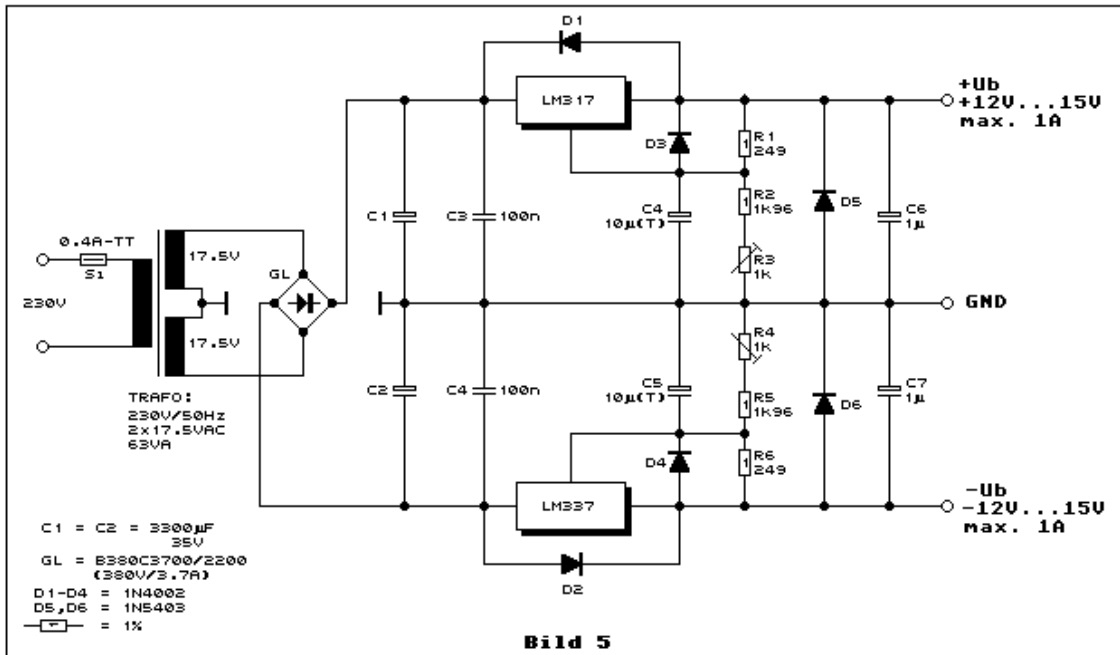 D1
LM317
+Ub
+12V...15V
max. 1A
D3
R1
249
R2
1K96
C1
C3
100n
C4
10µ(T)
D5
C6
1µ
0.4A-TT
S1
17.5V
GL
R3
1K
230V
GND
17.5V
R4
1K
C2
C4
100n
C5
10µ(T)
R5
1K96
D6
C7
1µ
TRAFO:
230V/50Hz
2x17.5VAC
63VA
D4
R6
249
LM337
-Ub
-12V...15V
max. 1A
C1 = C2 = 3300µF
35V
GL = B380C3700/2200
(380V/3.7A)
D1-D4 = 1N4002
D5,D6 = 1N5403
1 = 1%
D2
Bild 5